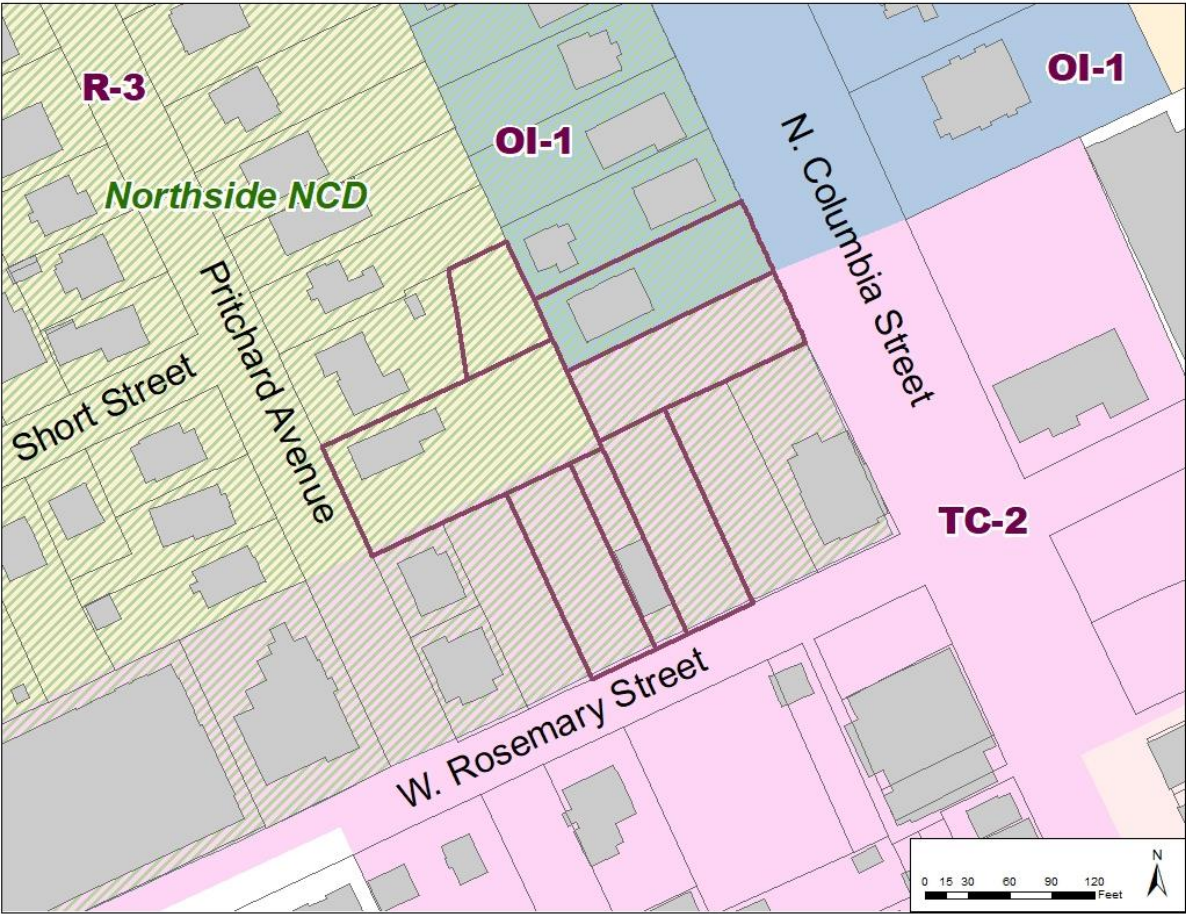 R-3
OI-1
OI-1
N. Columbia Street
Northside NCD
Pritchard Avenue
Short Street
TC-2
W. Rosemary Street
N
0 15 30 60 90 120
Feet